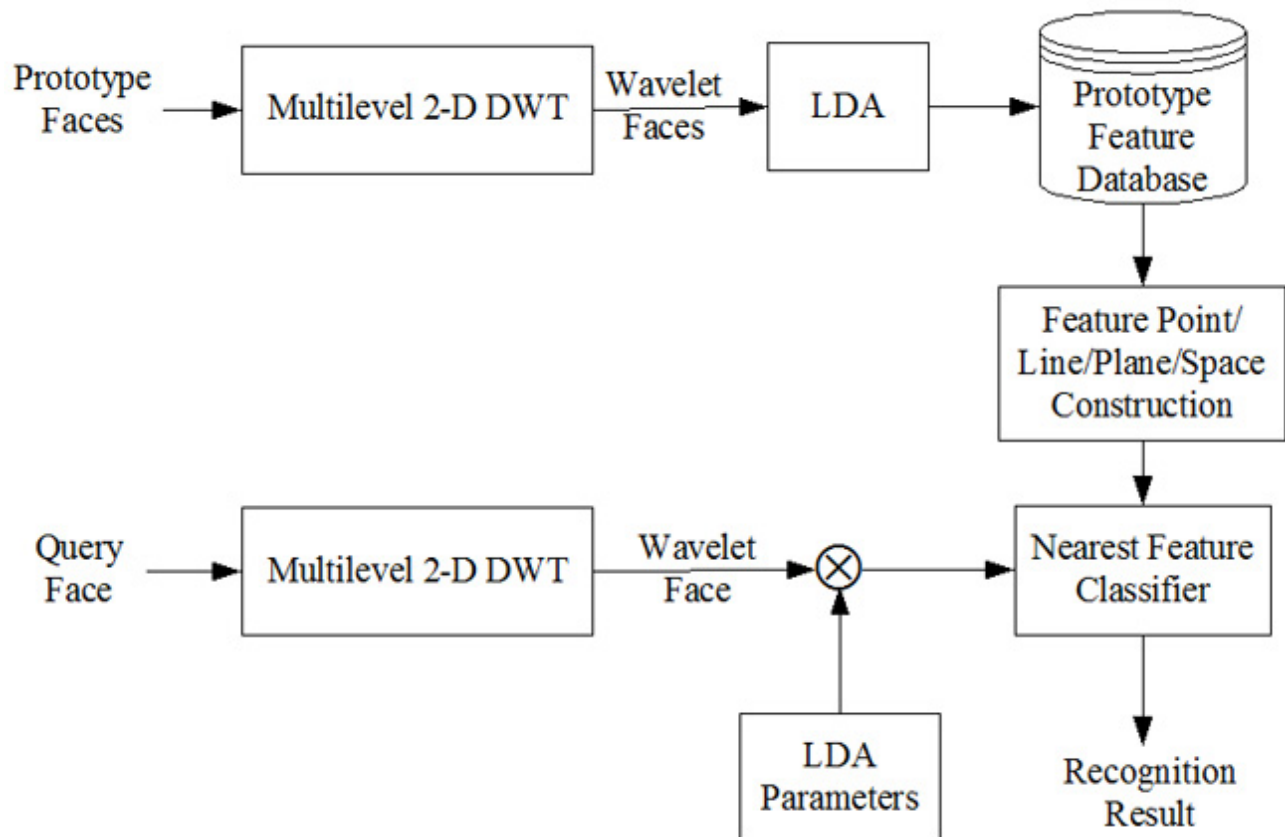 Prototype
Faces
Multilevel 2-D DWT
Wavelet
Faces
LDA
Prototype
Feature
Database
Feature Point/
Line/Plane/Space
Construction
Query
Face
Multilevel 2-D DWT
Wavelet
Face
Nearest Feature
Classifier
LDA
Parameters
Recognition
Result